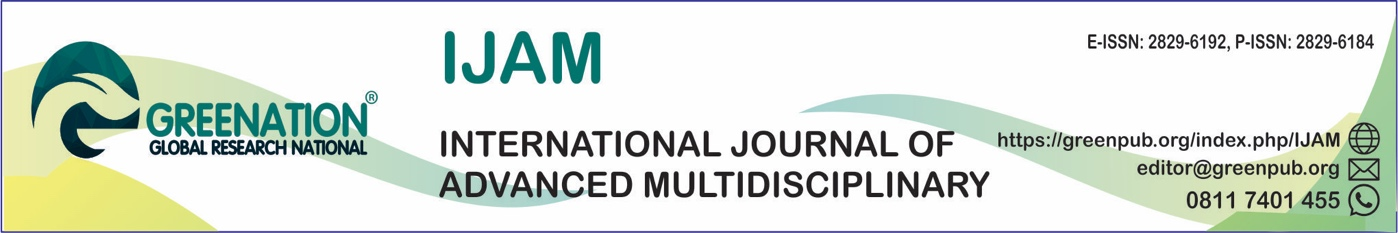 GREENATION®
GLOBAL RESEARCH NATIONAL
IJAM
INTERNATIONAL JOURNAL OF
ADVANCED MULTIDISCIPLINARY
E-ISSN: 2829-6192, P-ISSN: 2829-6184
https://greenpub.org/index.php/IJAM
editor@greenpub.org
0811 7401 455